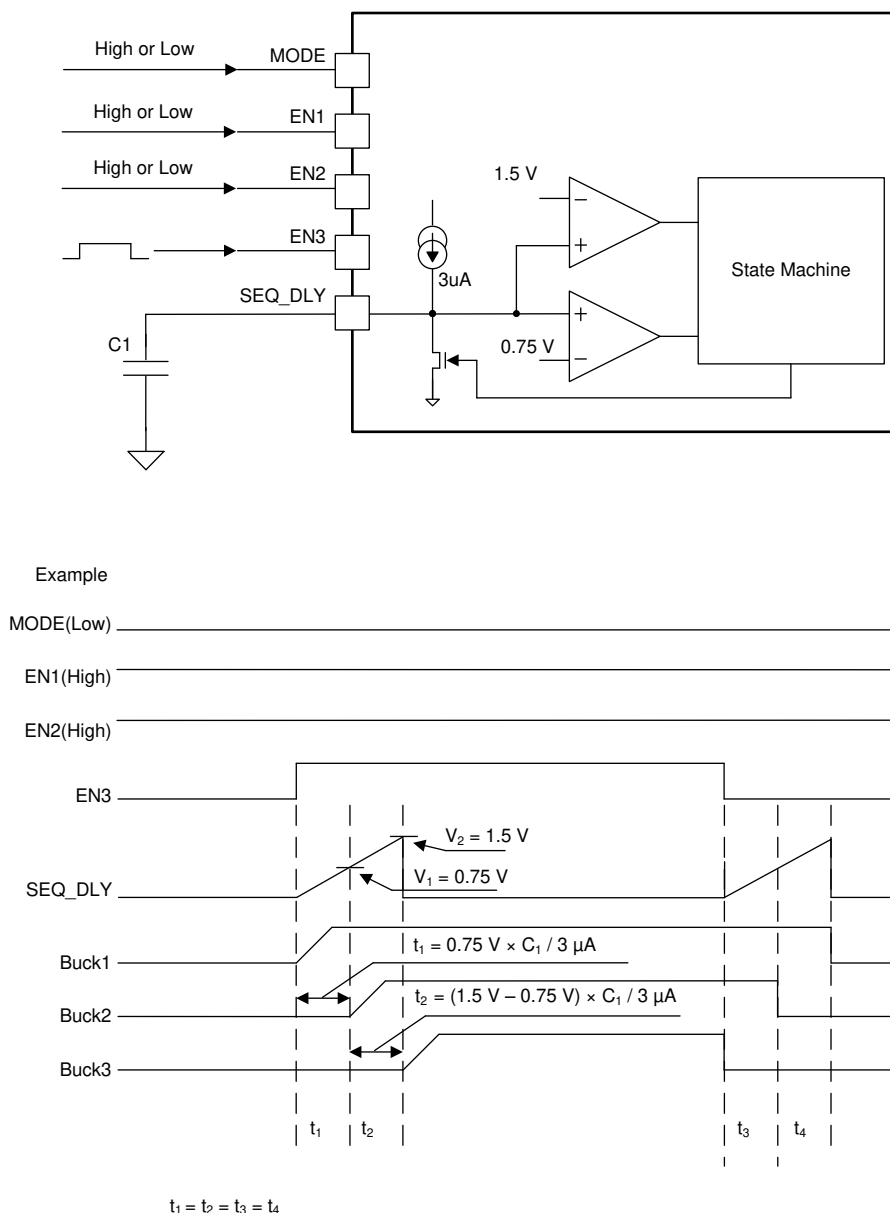 High or Low
MODE
High or Low
EN1
High or Low
EN2
EN3
SEQ_DLY
C1
3uA
1.5 V
−
+
+
0.75 V
−
State Machine
Example
MODE(Low)
EN1(High)
EN2(High)
EN3
V₂ = 1.5 V
V₁ = 0.75 V
SEQ_DLY
Buck1
t₁ = 0.75 V × C₁ / 3 µA
Buck2
t₂ = (1.5 V – 0.75 V) × C₁ / 3 µA
Buck3
t₁ t₂ t₃ t₄
t₁ = t₂ = t₃ = t₄